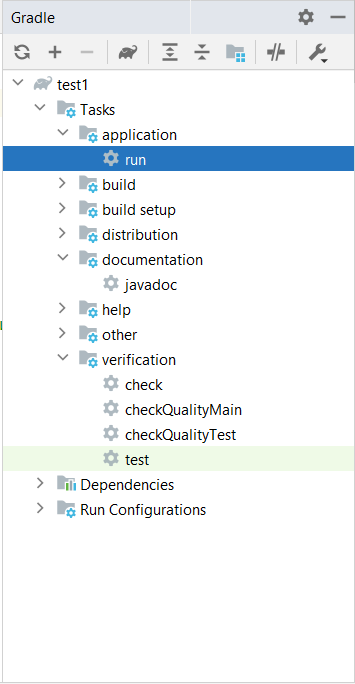 Gradle
test1
Tasks
application
run
build
build setup
distribution
documentation
javadoc
help
other
verification
check
checkQualityMain
checkQualityTest
test
Dependencies
Run Configurations